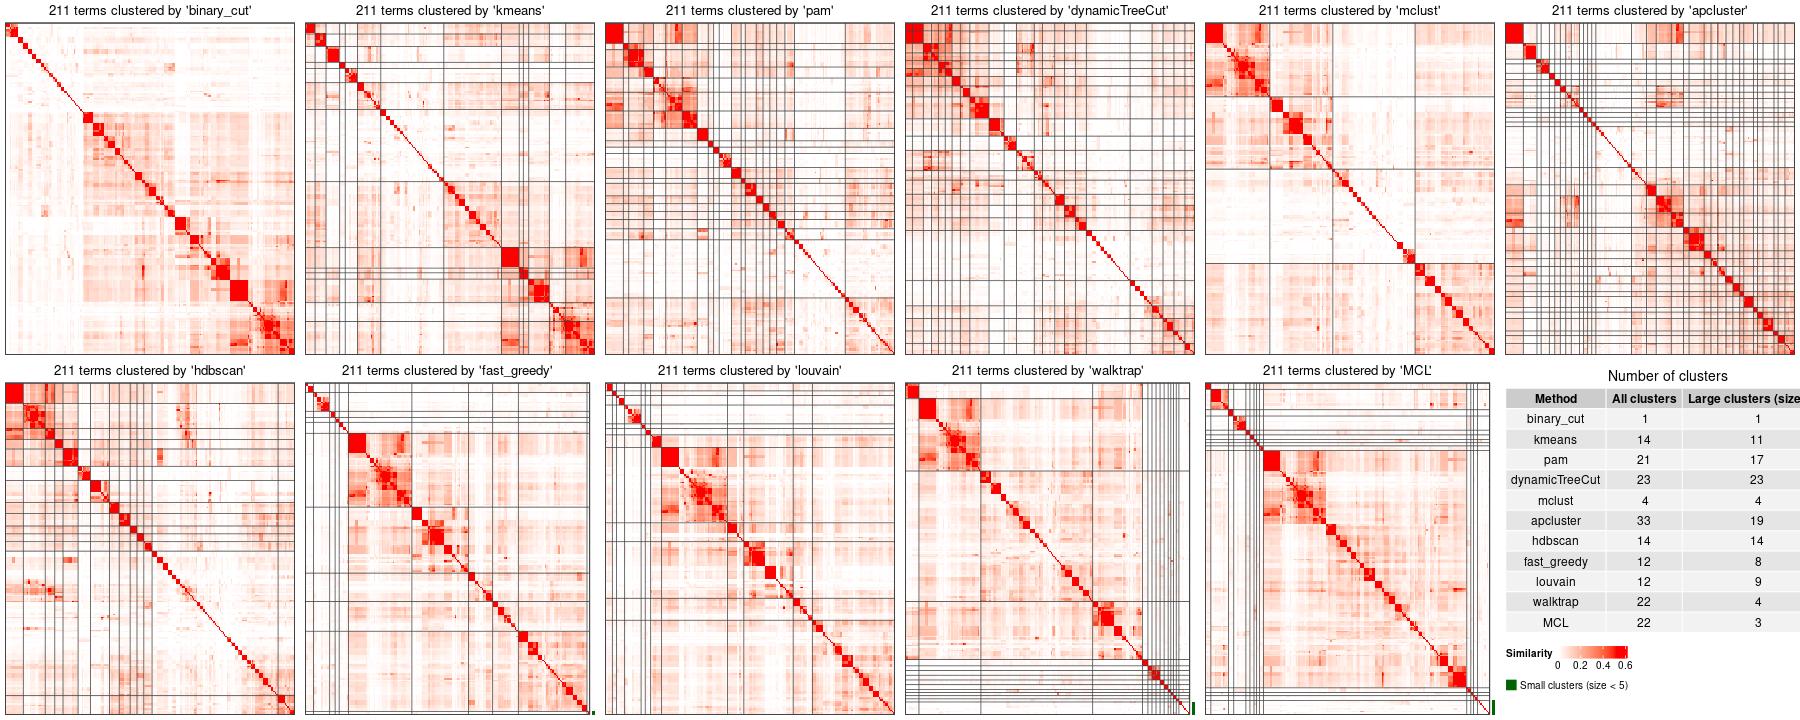 211 terms clustered by 'binary_cut'
211 terms clustered by 'kmeans'
211 terms clustered by 'pam'
211 terms clustered by 'dynamicTreeCut'
211 terms clustered by 'mclust'
211 terms clustered by 'apcluster'
211 terms clustered by 'hdbscan'
211 terms clustered by 'fast_greedy'
211 terms clustered by 'louvain'
211 terms clustered by 'walktrap'
211 terms clustered by 'MCL'
Number of clusters
Method All clusters Large clusters (size
binary_cut 1 1
kmeans 14 11
pam 21 17
dynamicTreeCut 23 23
mclust 4 4
apcluster 33 19
hdbscan 14 14
fast_greedy 12 8
louvain 12 9
walktrap 22 4
MCL 22 3
Similarity
0 0.2 0.4 0.6
Small clusters (size < 5)